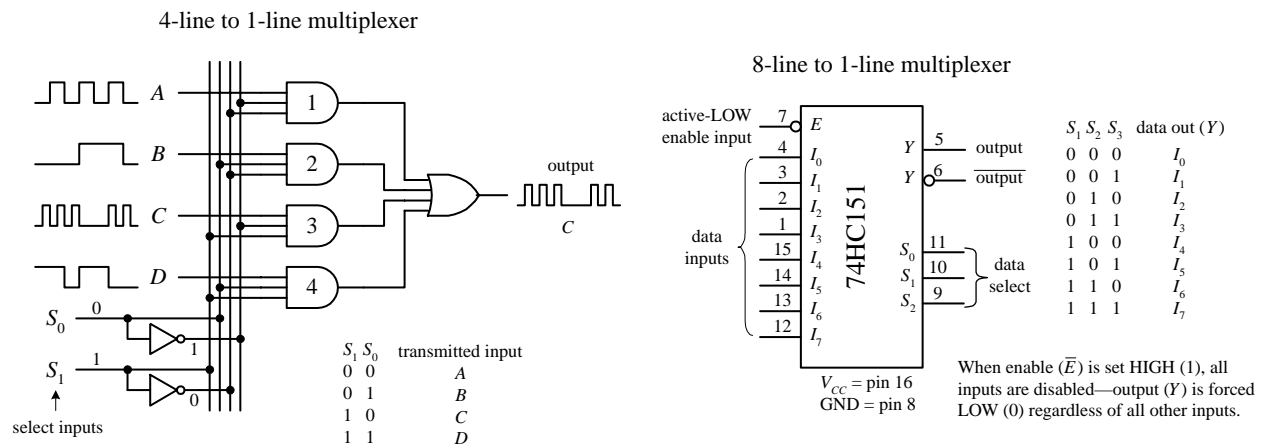 4-line to 1-line multiplexer
A
1
B
2
output
C
3
C
D
4
S0
0
1
S1
1
0
select inputs
S1 S0 transmitted input
0 0 A
0 1 B
1 0 C
1 1 D
8-line to 1-line multiplexer
active-LOW
enable input
7 E
4 I0
3 I1
2 I2
1 I3
15 I4
14 I5
13 I6
12 I7
data
inputs
74HC151
Y 5 output
Y 6 output
S0 11
S1 10
S2 9
data
select
VCC = pin 16
GND = pin 8
S1 S2 S3 data out (Y)
0 0 0 I0
0 0 1 I1
0 1 0 I2
0 1 1 I3
1 0 0 I4
1 0 1 I5
1 1 0 I6
1 1 1 I7
When enable (E̅) is set HIGH (1), all
inputs are disabled—output (Y) is forced
LOW (0) regardless of all other inputs.